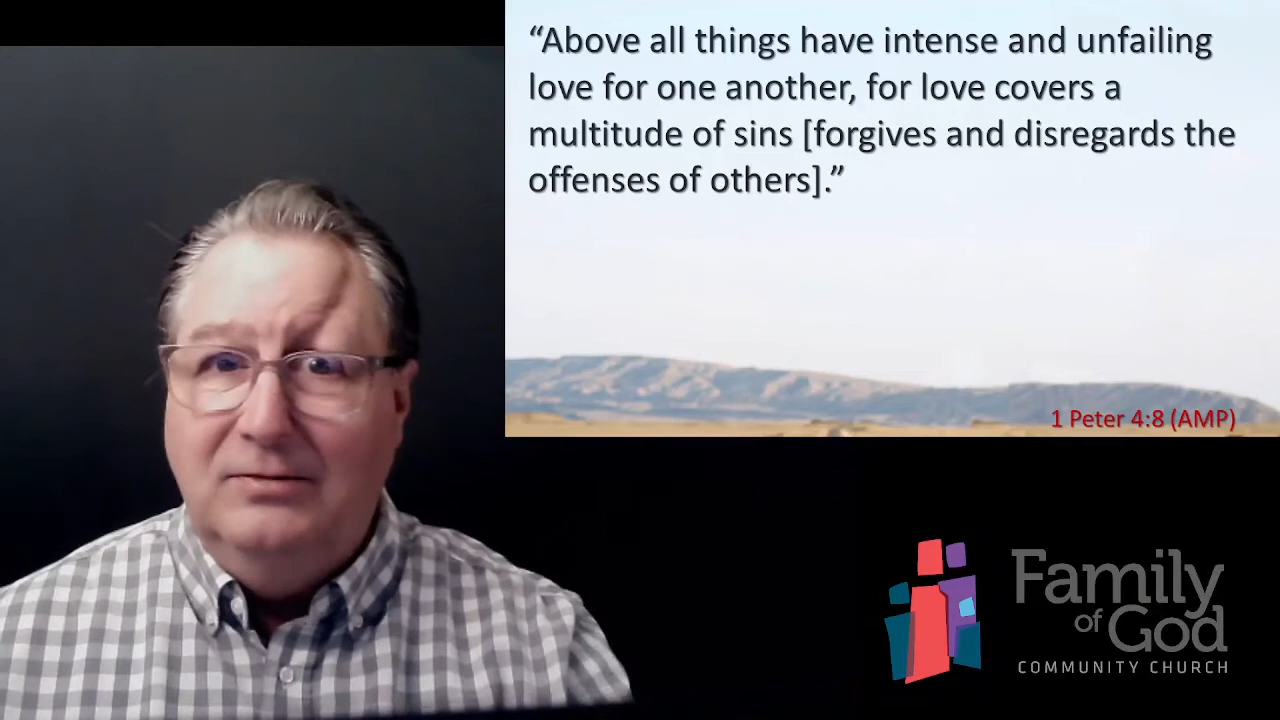 “Above all things have intense and unfailing
love for one another, for love covers a
multitude of sins [forgives and disregards the
offenses of others].”
1 Peter 4:8 (AMP)
Family
of God
COMMUNITY CHURCH